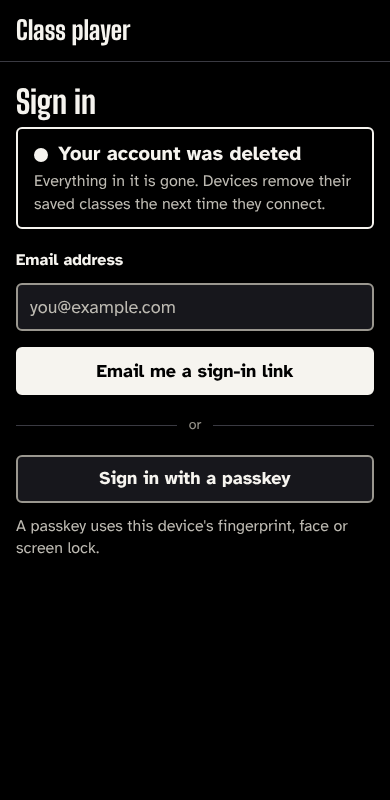 Class player
Sign in
Your account was deleted
Everything in it is gone. Devices remove their
saved classes the next time they connect.
Email address
you@example.com
Email me a sign-in link
or
Sign in with a passkey
A passkey uses this device's fingerprint, face or
screen lock.